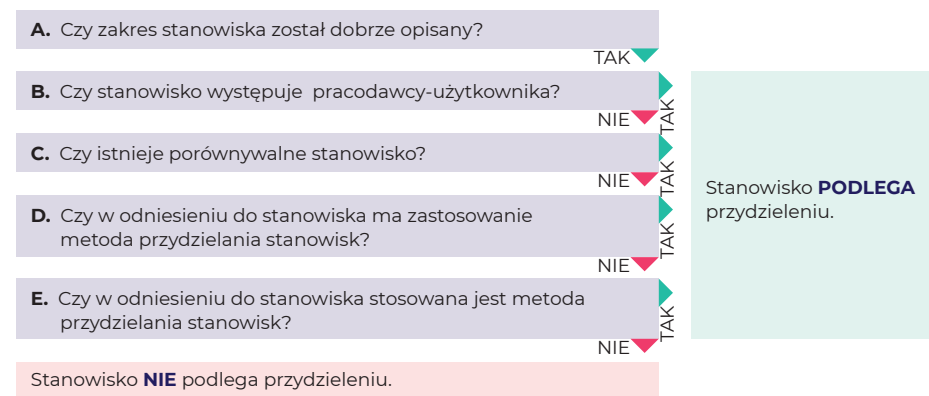 A. Czy zakres stanowiska został dobrze opisany?
TAK
B. Czy stanowisko występuje  pracodawcy-użytkownika?
TAK
NIE
C. Czy istnieje porównywalne stanowisko?
TAK
NIE
D. Czy w odniesieniu do stanowiska ma zastosowanie
metoda przydzielania stanowisk?
TAK
NIE
E. Czy w odniesieniu do stanowiska stosowana jest metoda
przydzielania stanowisk?
TAK
NIE
Stanowisko NIE podlega przydzieleniu.
Stanowisko PODLEGA
przydzieleniu.